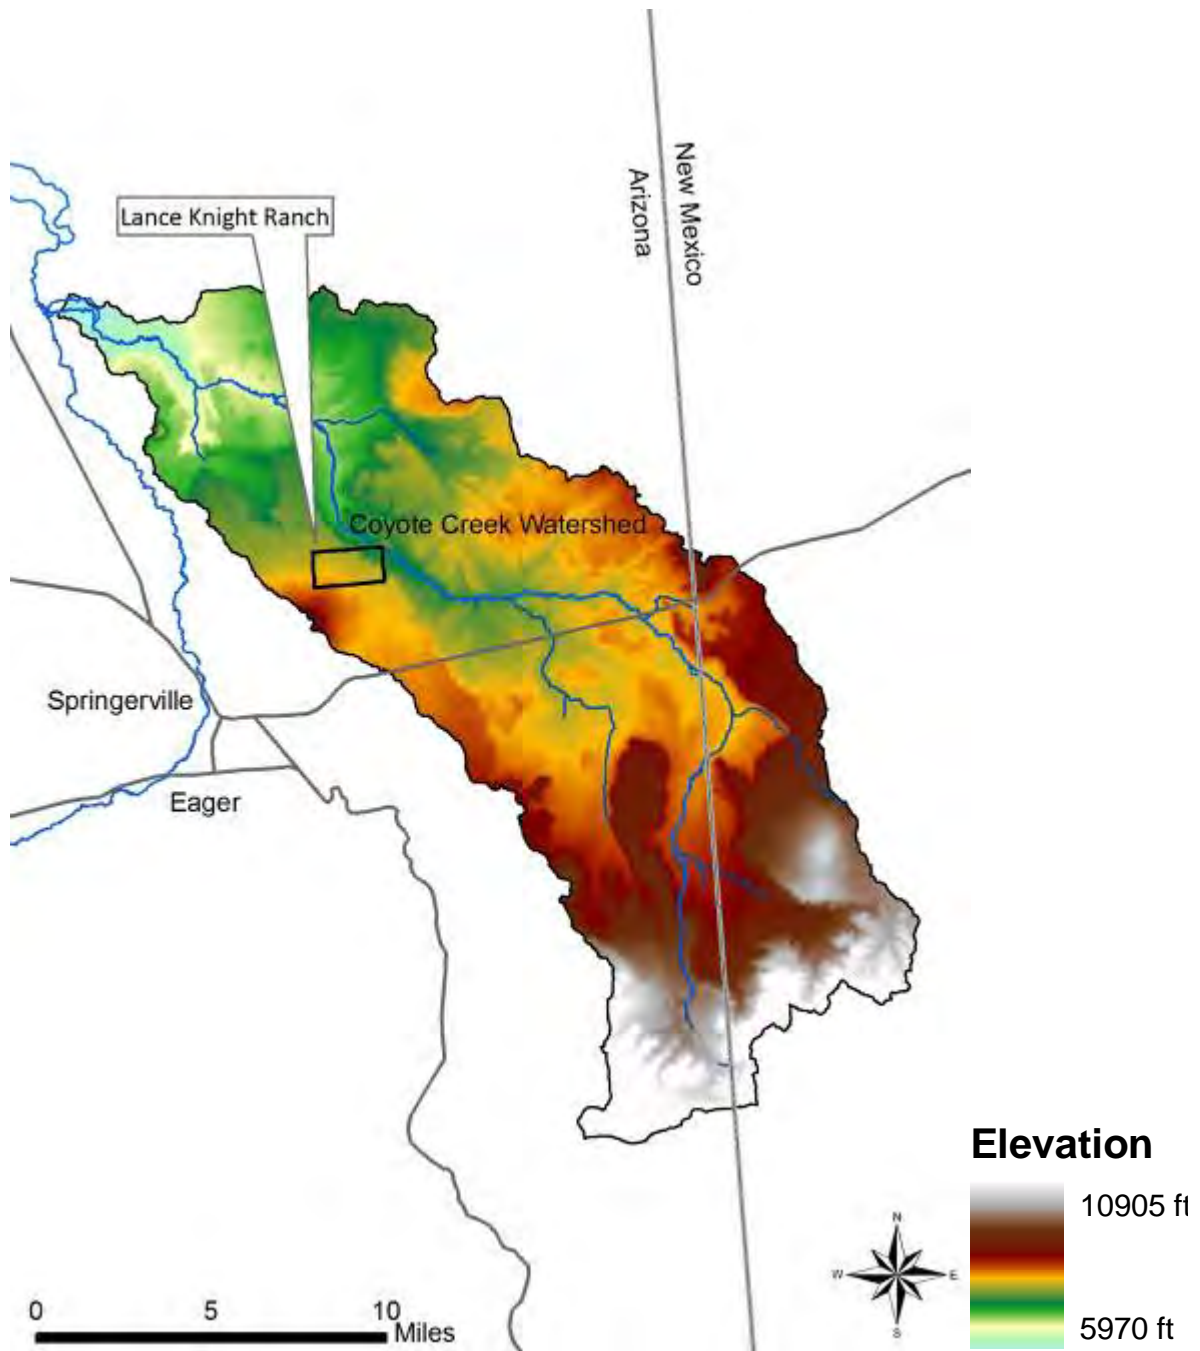 New Mexico
Arizona
Lance Knight Ranch
Coyote Creek Watershed
Springerville
Eager
Elevation
10905 ft
5970 ft
N
W E
S
0 5 10
Miles